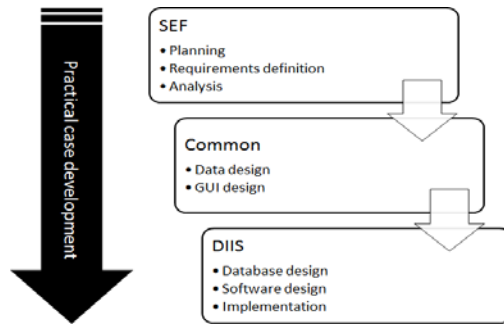 Practical case development
SEF
• Planning
• Requirements definition
• Analysis
Common
• Data design
• GUI design
DIIS
• Database design
• Software design
• Implementation